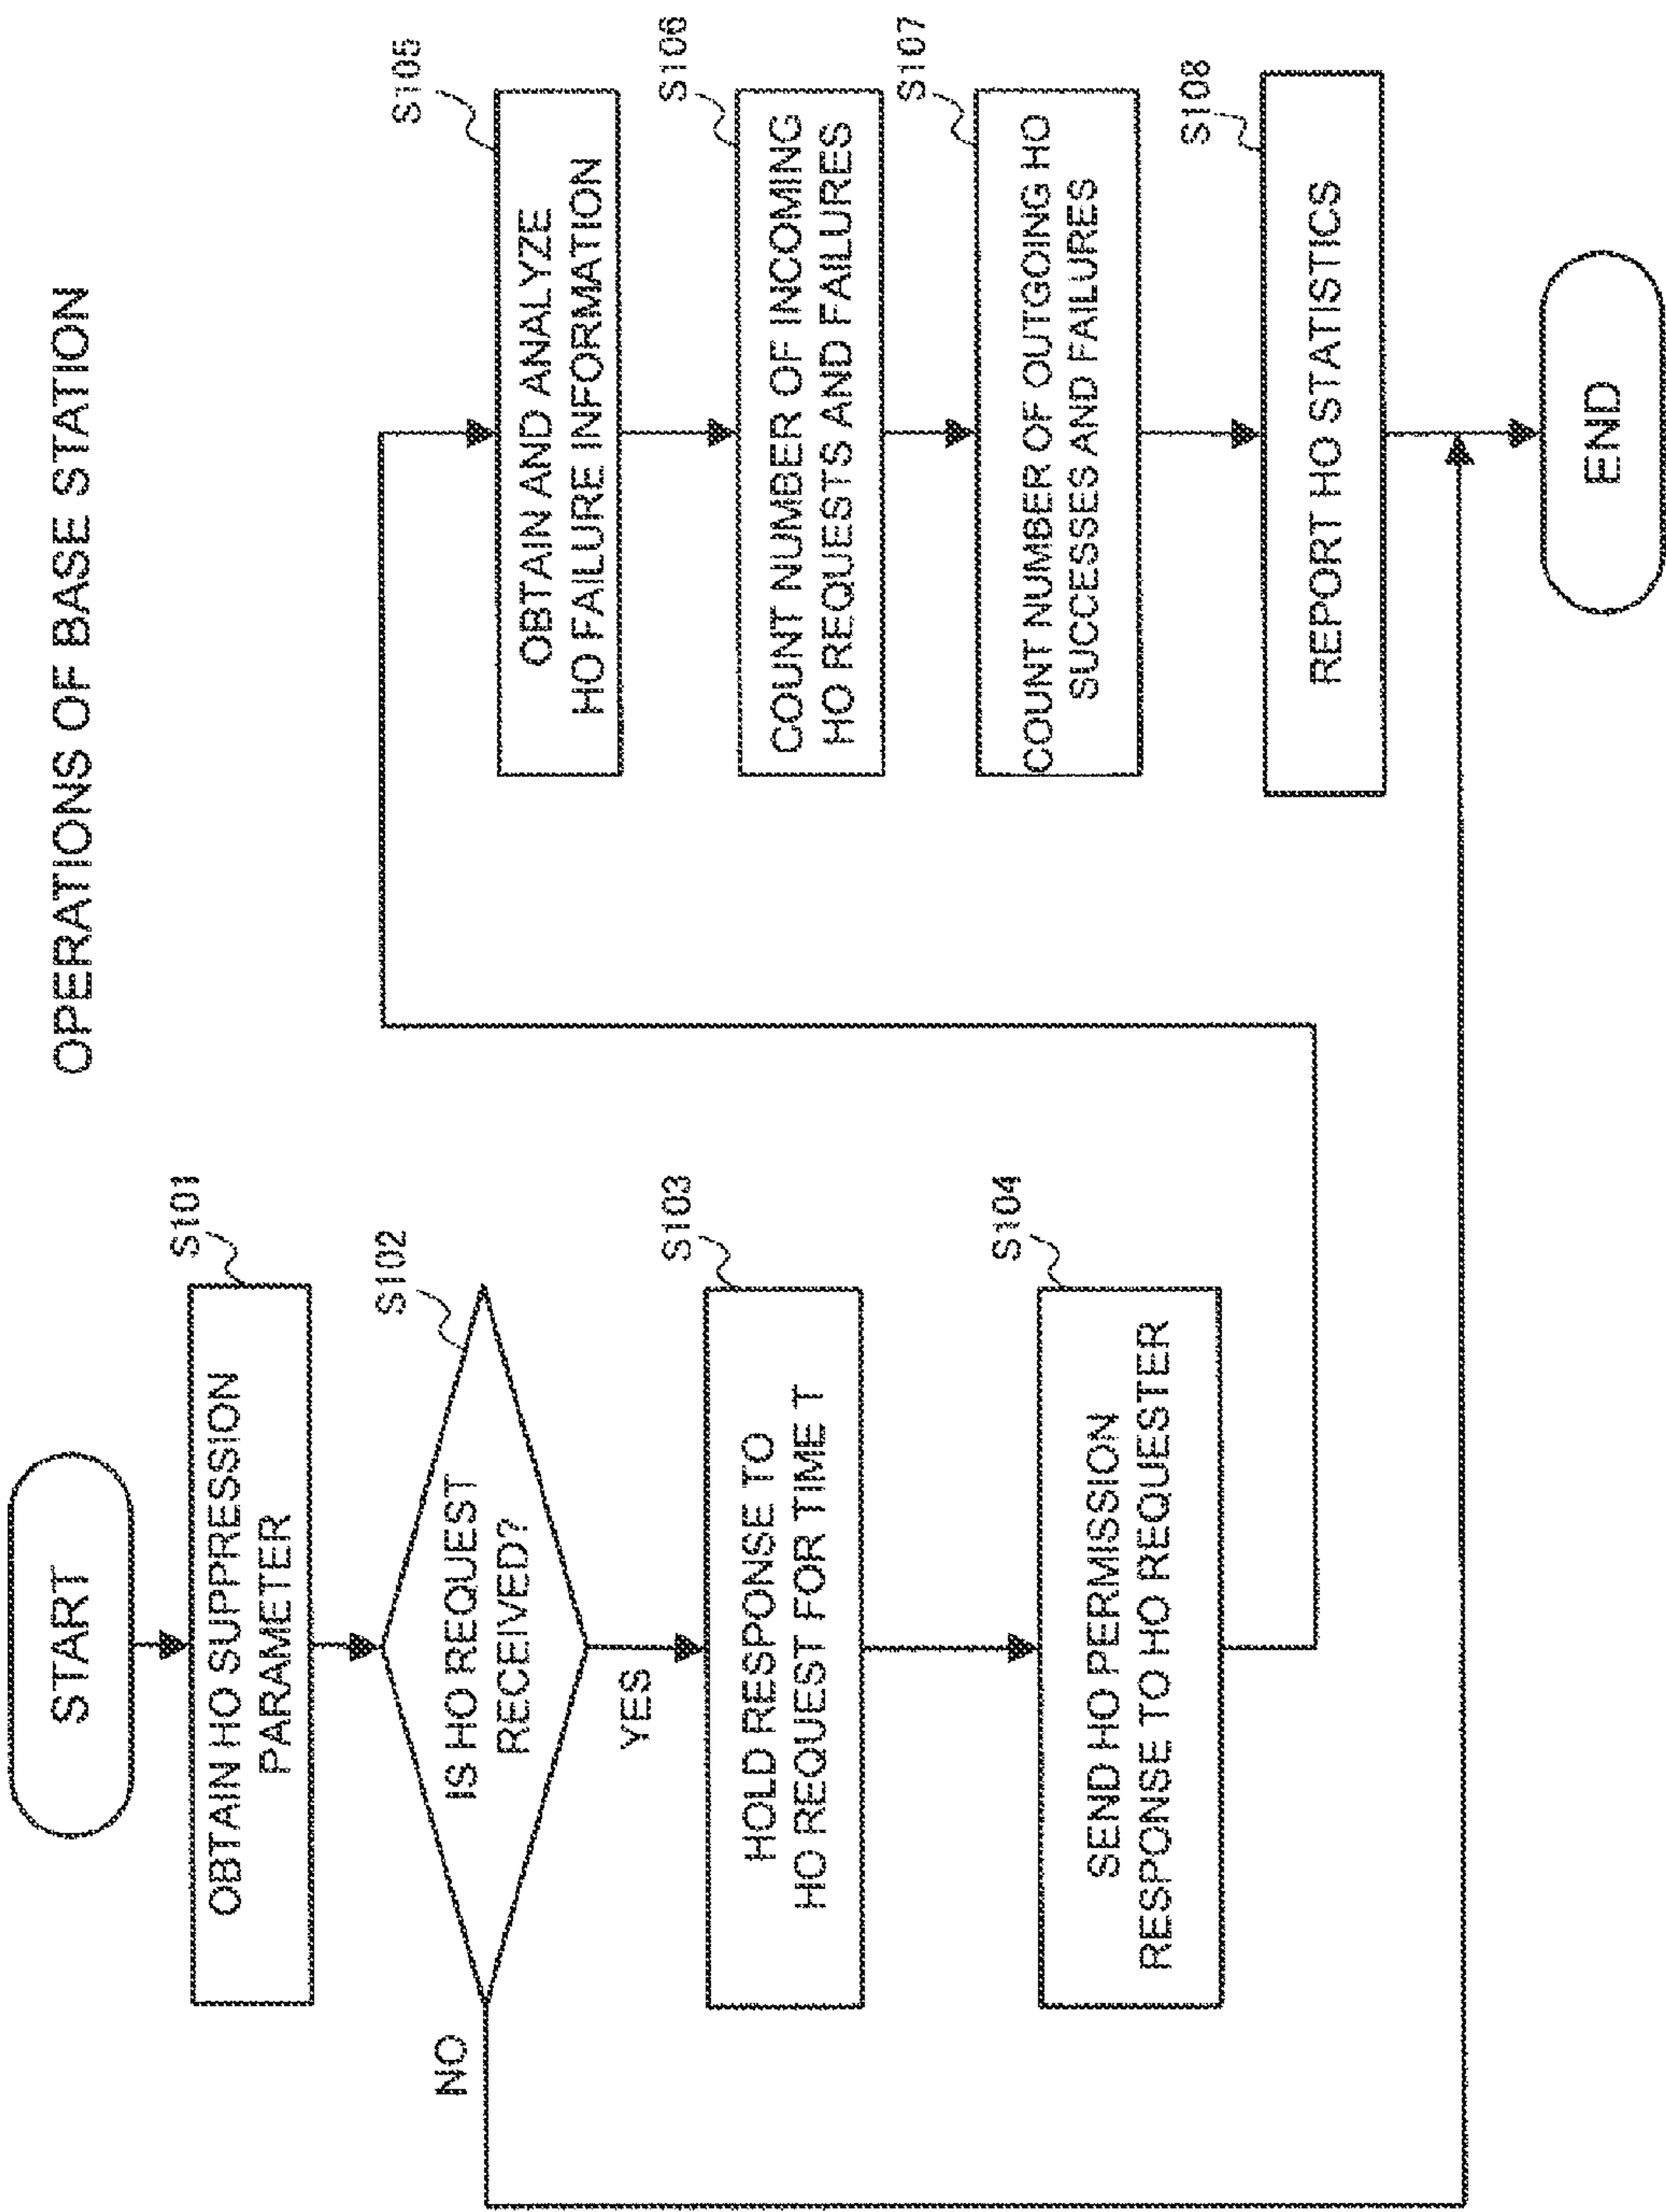 OPERATIONS OF BASE STATION
START
S101
OBTAIN HO SUPPRESSION
PARAMETER
S102
IS HO REQUEST
RECEIVED?
NO
YES
S103
HOLD RESPONSE TO
HO REQUEST FOR TIME T
S104
SEND HO PERMISSION
RESPONSE TO HO REQUESTER
S105
OBTAIN AND ANALYZE
HO FAILURE INFORMATION
S106
COUNT NUMBER OF INCOMING
HO REQUESTS AND FAILURES
S107
COUNT NUMBER OF OUTGOING HO
SUCCESSES AND FAILURES
S108
REPORT HO STATISTICS
END